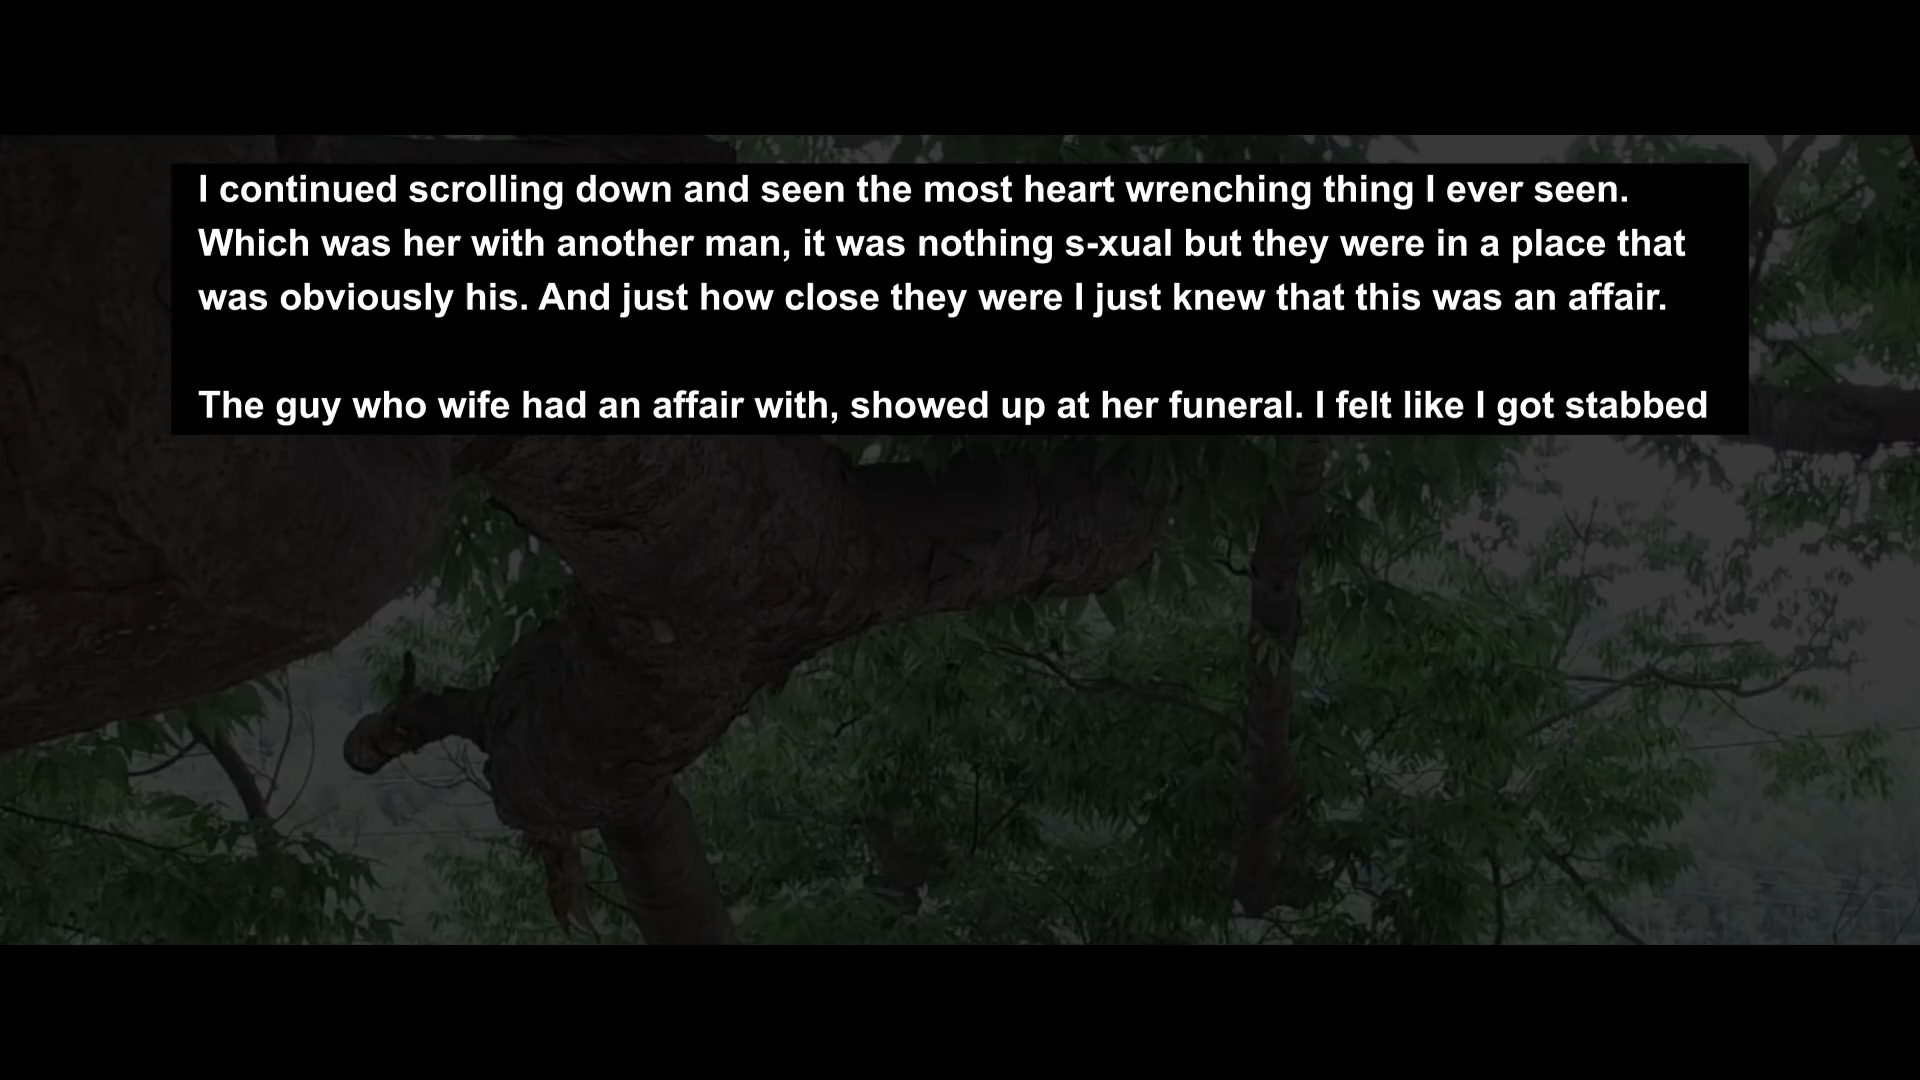 I continued scrolling down and seen the most heart wrenching thing I ever seen.
Which was her with another man, it was nothing s-xual but they were in a place that
was obviously his. And just how close they were I just knew that this was an affair.
The guy who wife had an affair with, showed up at her funeral. I felt like I got stabbed